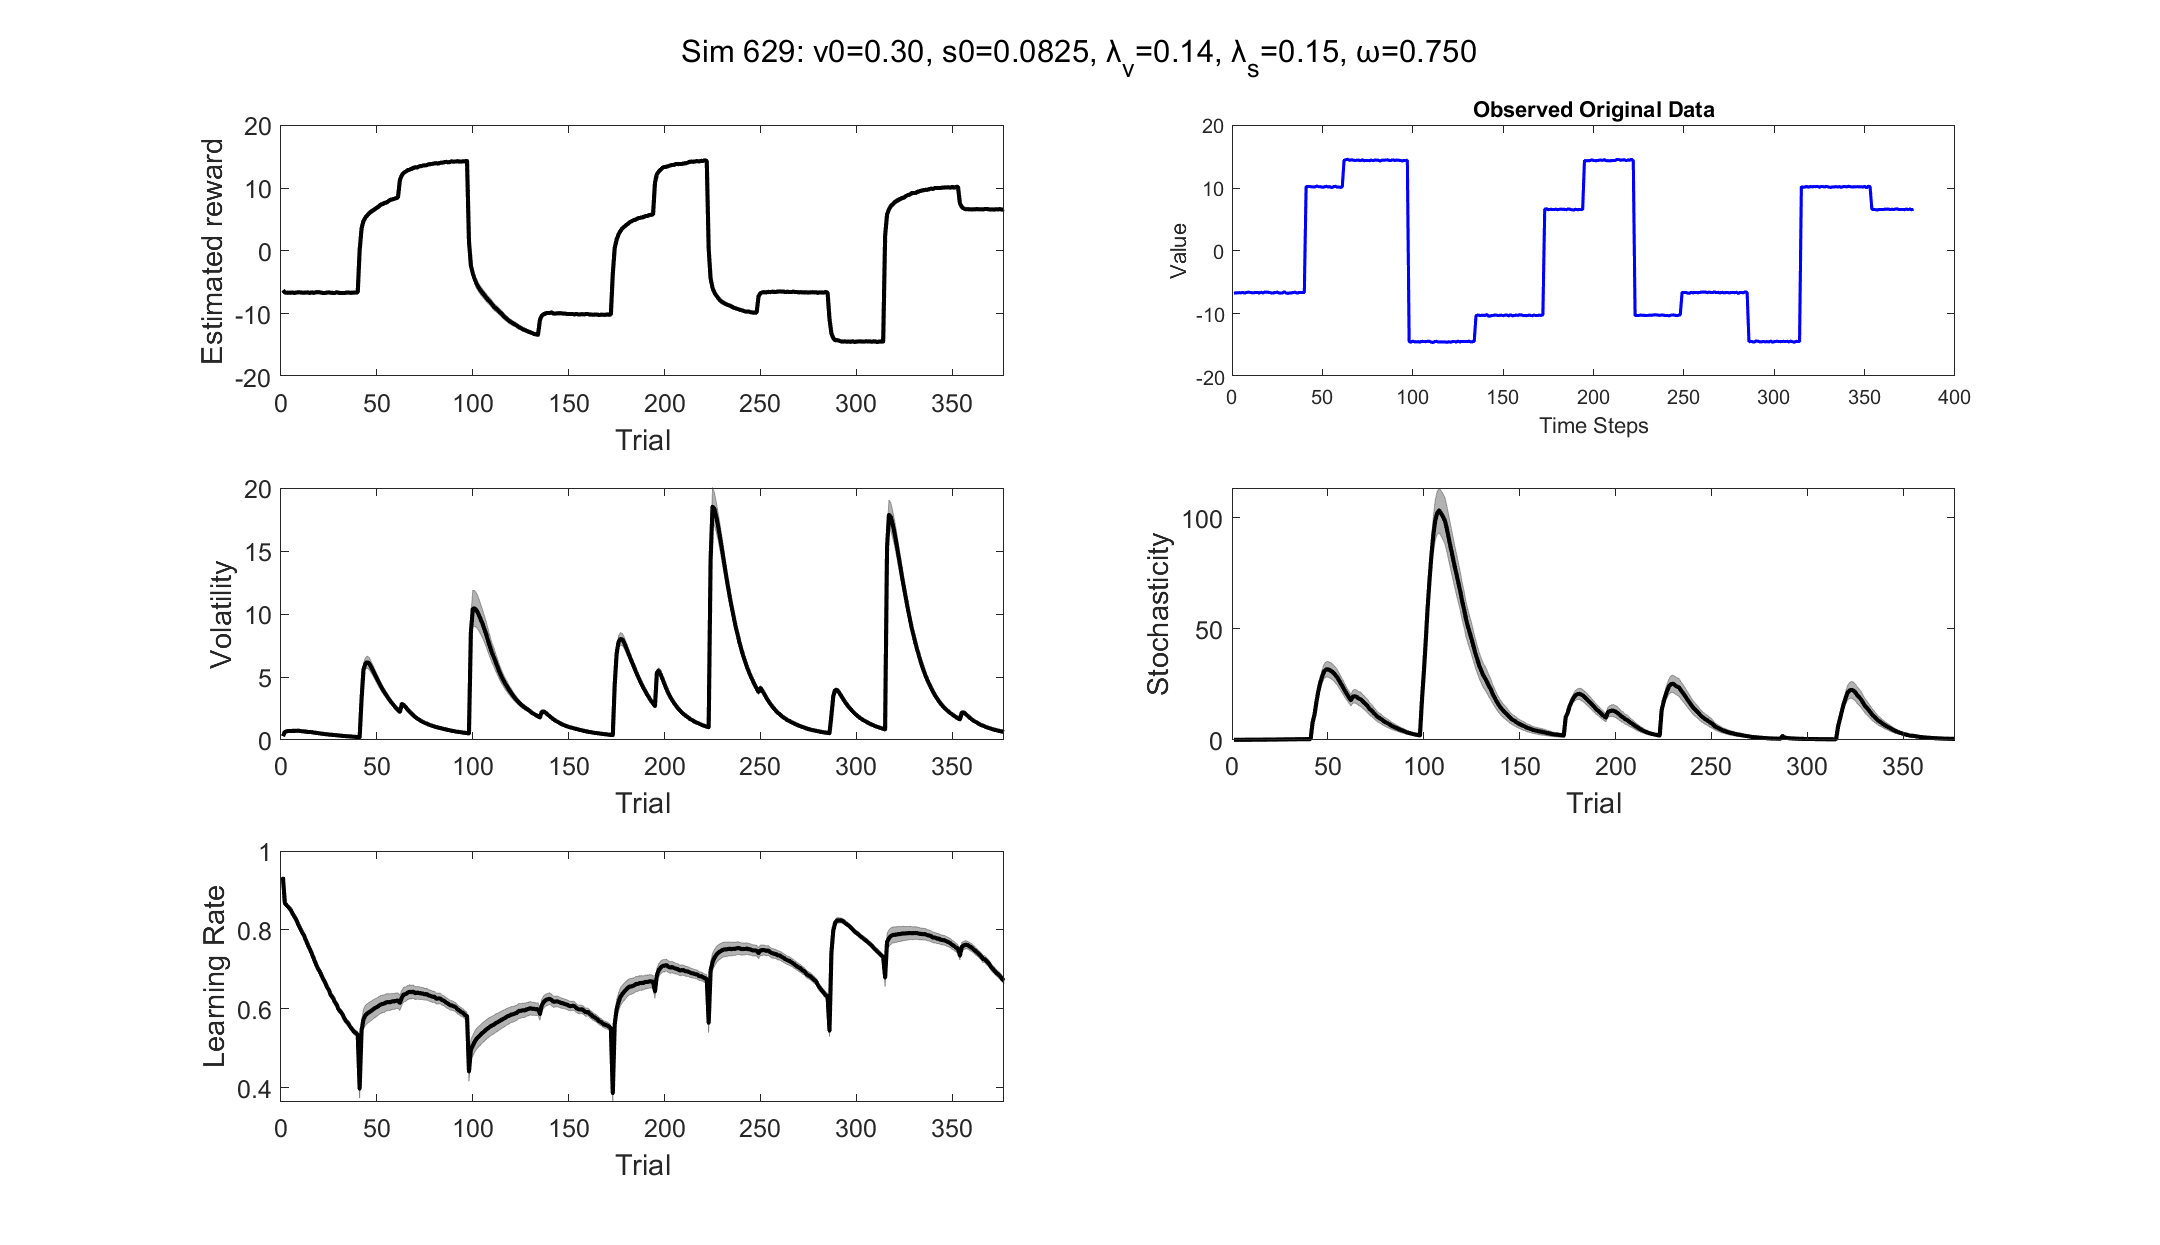 Sim 629: v0=0.30, s0=0.0825, λv=0.14, λs=0.15, ω=0.750
20
10
0
-10
-20
Estimated reward
0 50 100 150 200 250 300 350
Trial
Observed Original Data
20
10
0
-10
-20
Value
0 50 100 150 200 250 300 350 400
Time Steps
20
15
10
5
0
Volatility
0 50 100 150 200 250 300 350
Trial
100
50
0
Stochasticity
0 50 100 150 200 250 300 350
Trial
1
0.8
0.6
0.4
Learning Rate
0 50 100 150 200 250 300 350
Trial